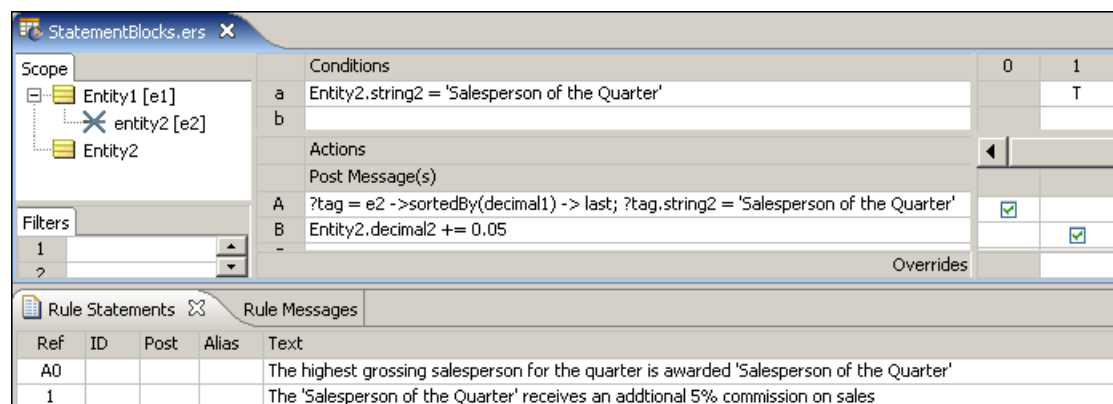 StatementBlocks.ers
Scope
Entity1 [e1]
entity2 [e2]
Entity2
Filters
1
2
Conditions 0 1
a Entity2.string2 = 'Salesperson of the Quarter' T
b
Actions
Post Message(s)
A ?tag = e2 ->sortedBy(decimal1) -> last; ?tag.string2 = 'Salesperson of the Quarter'
B Entity2.decimal2 += 0.05
Overrides
Rule Statements Rule Messages
Ref ID Post Alias Text
A0 The highest grossing salesperson for the quarter is awarded 'Salesperson of the Quarter'
1 The 'Salesperson of the Quarter' receives an addtional 5% commission on sales